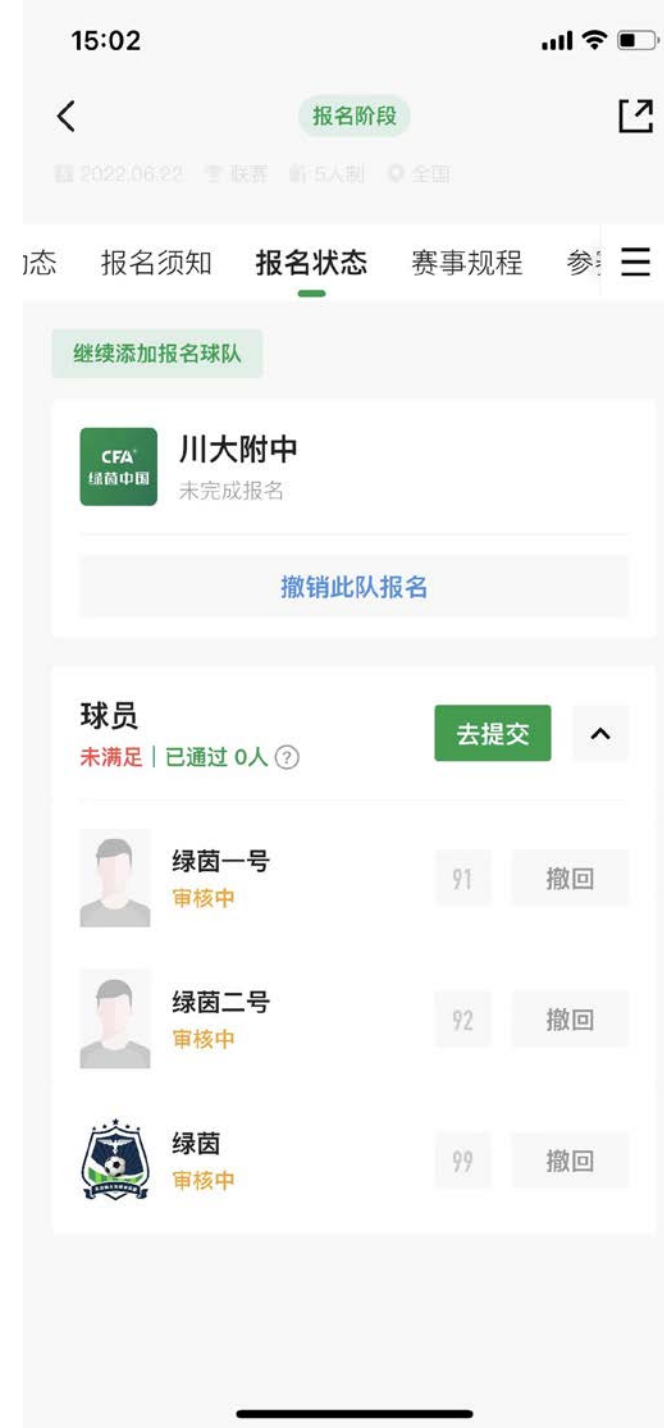 15:02
报名阶段
2022.06.22 联赛 5人制 全国
态 报名须知 报名状态 赛事规程 参
继续添加报名球队
CFA
绿茵中国
川大附中
未完成报名
撤销此队报名
球员
未满足 | 已通过 0人 ?
去提交
绿茵一号
审核中
91 撤回
绿茵二号
审核中
92 撤回
绿茵
审核中
99 撤回